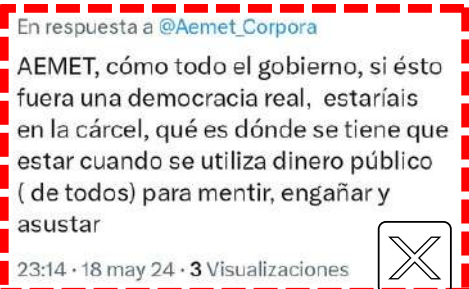 En respuesta a @Aemet_Corpora
AEMET, cómo todo el gobierno, si ésto
fuera una democracia real, estaríais
en la cárcel, qué es dónde se tiene que
estar cuando se utiliza dinero público
( de todos) para mentir, engañar y
asustar
23:14 · 18 may 24 · 3 Visualizaciones